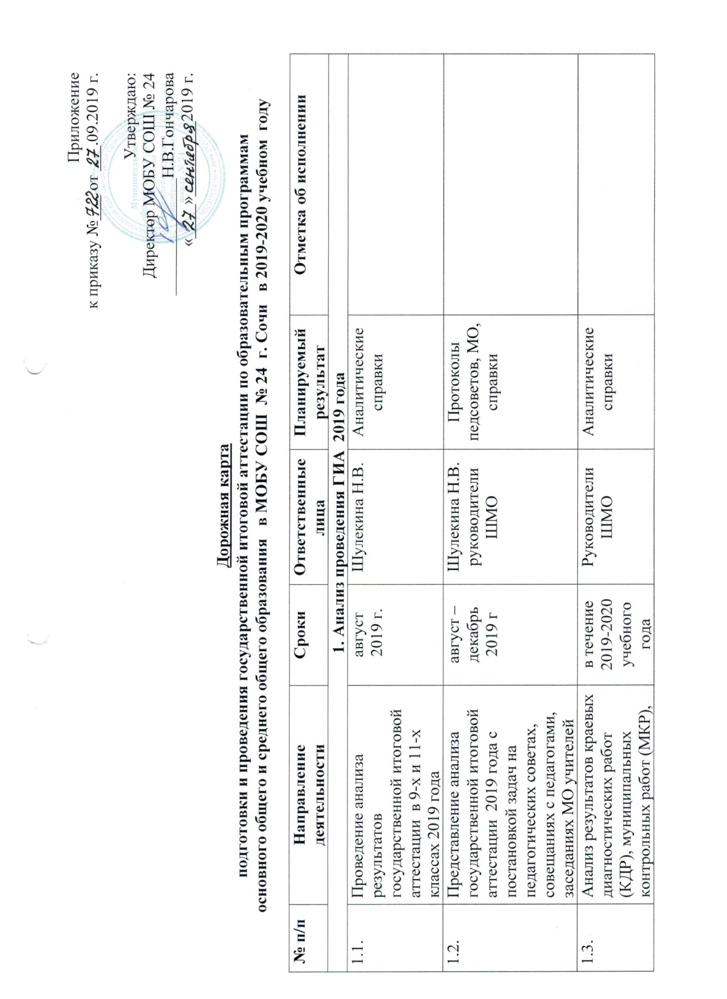 Приложение
к приказу № 722 от 27.09.2019 г.
Утверждаю:
Директор МОБУ СОШ № 24
Н.В.Гончарова
« 27 » сентября 2019 г.
Дорожная карта
подготовки и проведения государственной итоговой аттестации по образовательным программам
основного общего и среднего общего образования в МОБУ СОШ № 24 г. Сочи в 2019-2020 учебном году
№ п/п
Направление
деятельности
Сроки
Ответственные
лица
Планируемый
результат
Отметка об исполнении
1. Анализ проведения ГИА 2019 года
1.1.
Проведение анализа
результатов
государственной итоговой
аттестации в 9-х и 11-х
классах 2019 года
август
2019 г.
Шулекина Н.В.
Аналитические
справки
1.2.
Представление анализа
государственной итоговой
аттестации 2019 года с
постановкой задач на
педагогических советах,
совещаниях с педагогами,
заседаниях МО учителей
август –
декабрь
2019 г
Шулекина Н.В.
руководители
ШМО
Протоколы
педсоветов, МО,
справки
1.3.
Анализ результатов краевых
диагностических работ
(КДР), муниципальных
контрольных работ (МКР),
в течение
2019-2020
учебного
года
Руководители
ШМО
Аналитические
справки